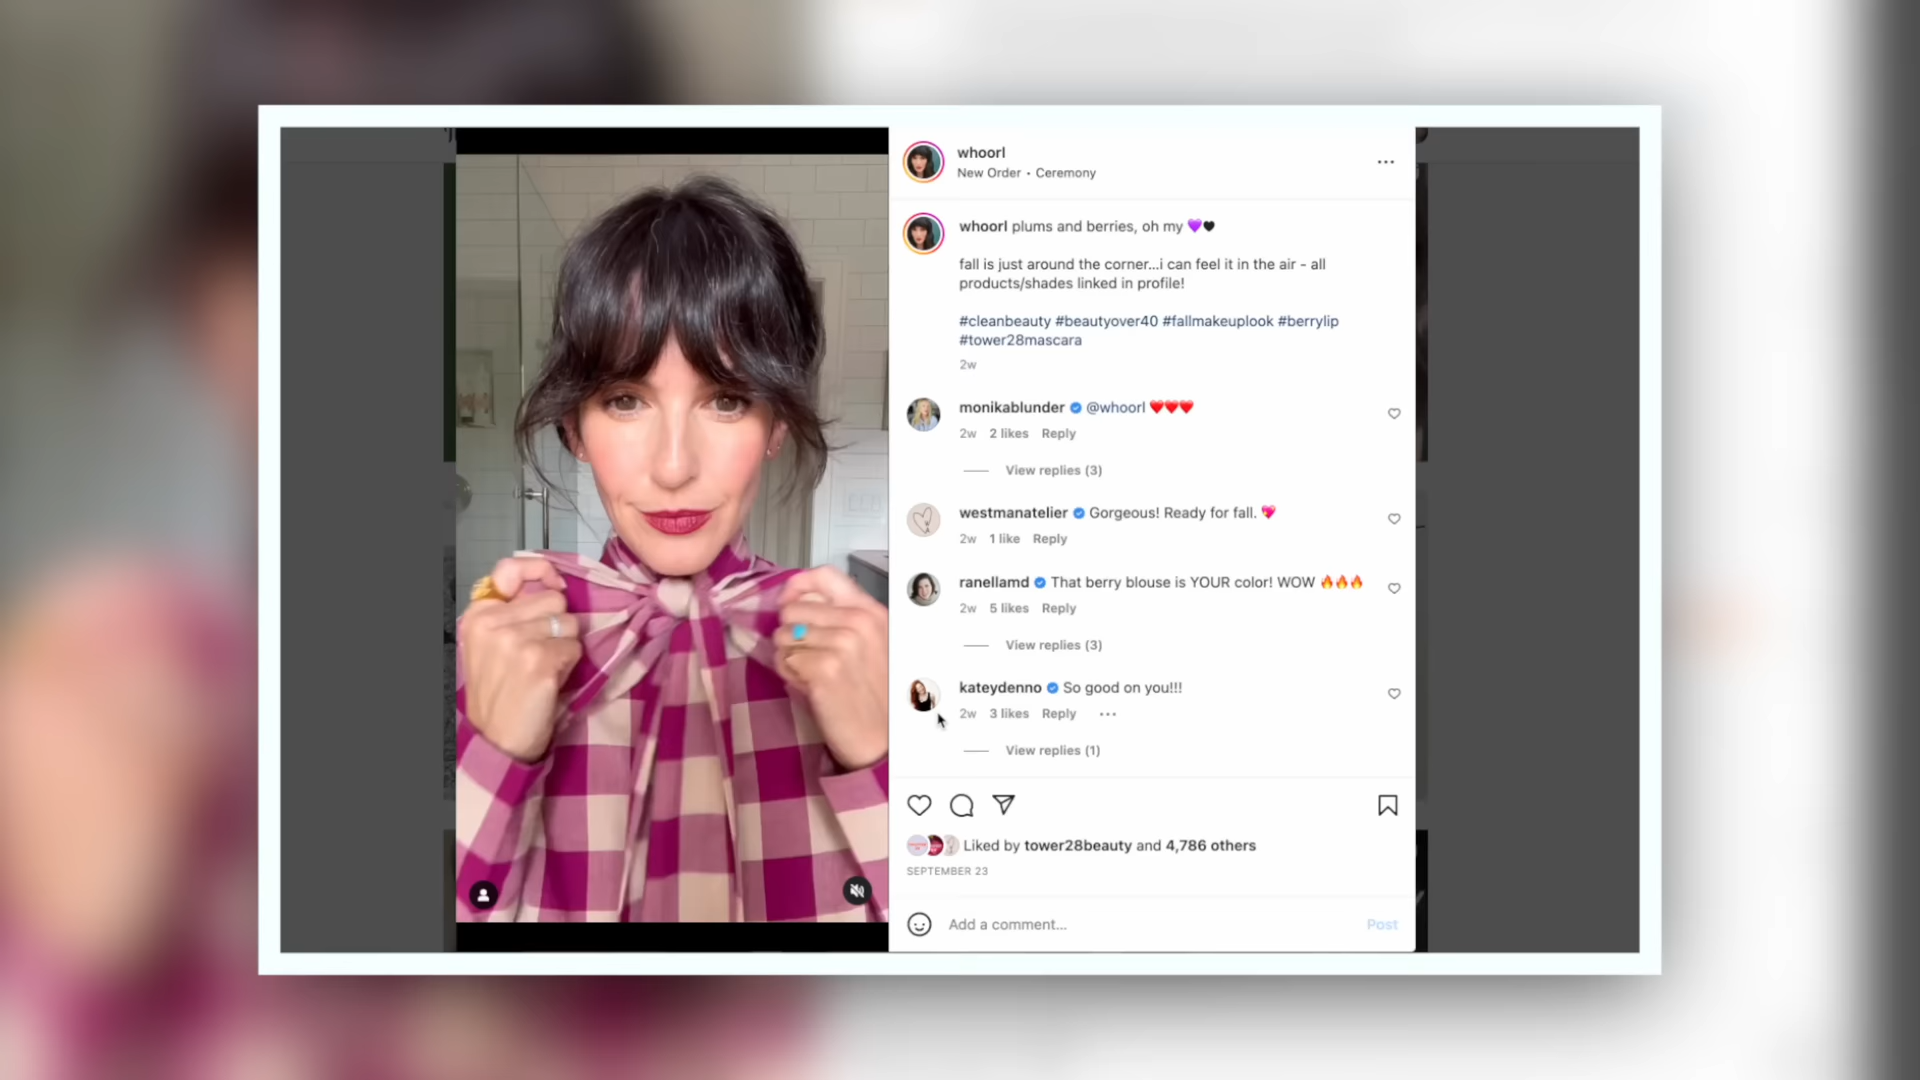 whoorl
New Order • Ceremony
whoorl plums and berries, oh my 💜🖤
fall is just around the corner...i can feel it in the air - all
products/shades linked in profile!
#cleanbeauty #beautyover40 #fallmakeuplook #berrylip
#tower28mascara
2w
monikablunder @whoorl ❤️❤️❤️
2w 2 likes Reply
View replies (3)
westmanatelier Gorgeous! Ready for fall. 💖
2w 1 like Reply
ranellamd That berry blouse is YOUR color! WOW 🔥🔥🔥
2w 5 likes Reply
View replies (3)
kateydenno So good on you!!!
2w 3 likes Reply
View replies (1)
Liked by tower28beauty and 4,786 others
SEPTEMBER 23
Add a comment...
Post